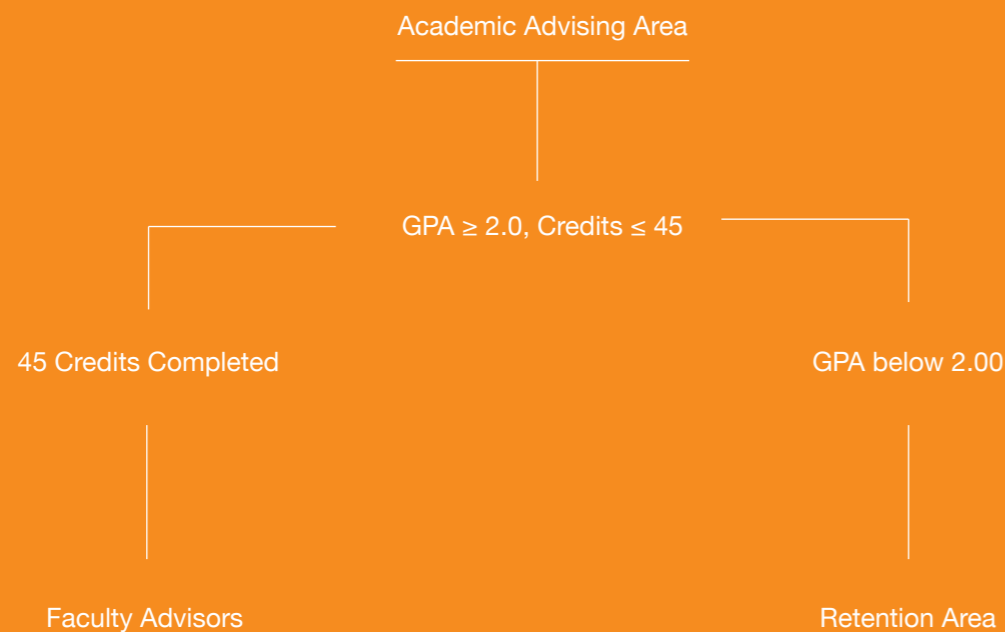 Academic Advising Area
GPA ≥ 2.0, Credits ≤ 45
45 Credits Completed
GPA below 2.00
Faculty Advisors
Retention Area